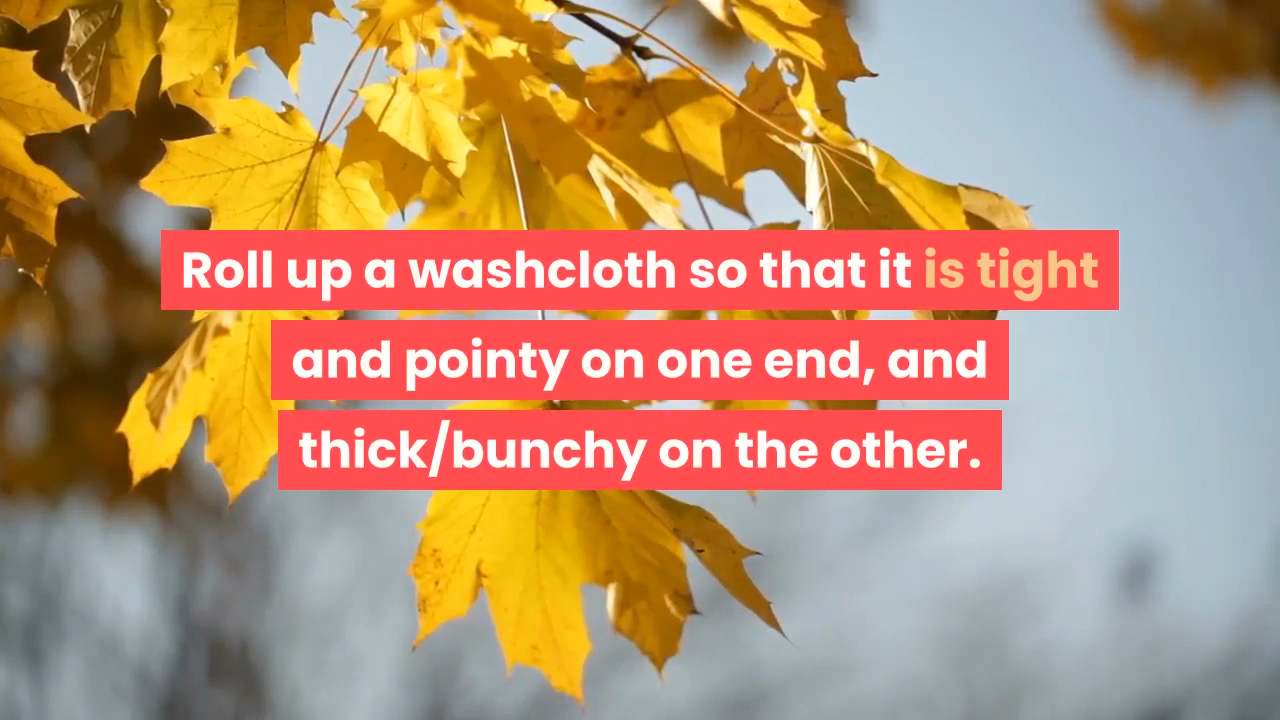 Roll up a washcloth so that it is tight
and pointy on one end, and
thick/bunchy on the other.